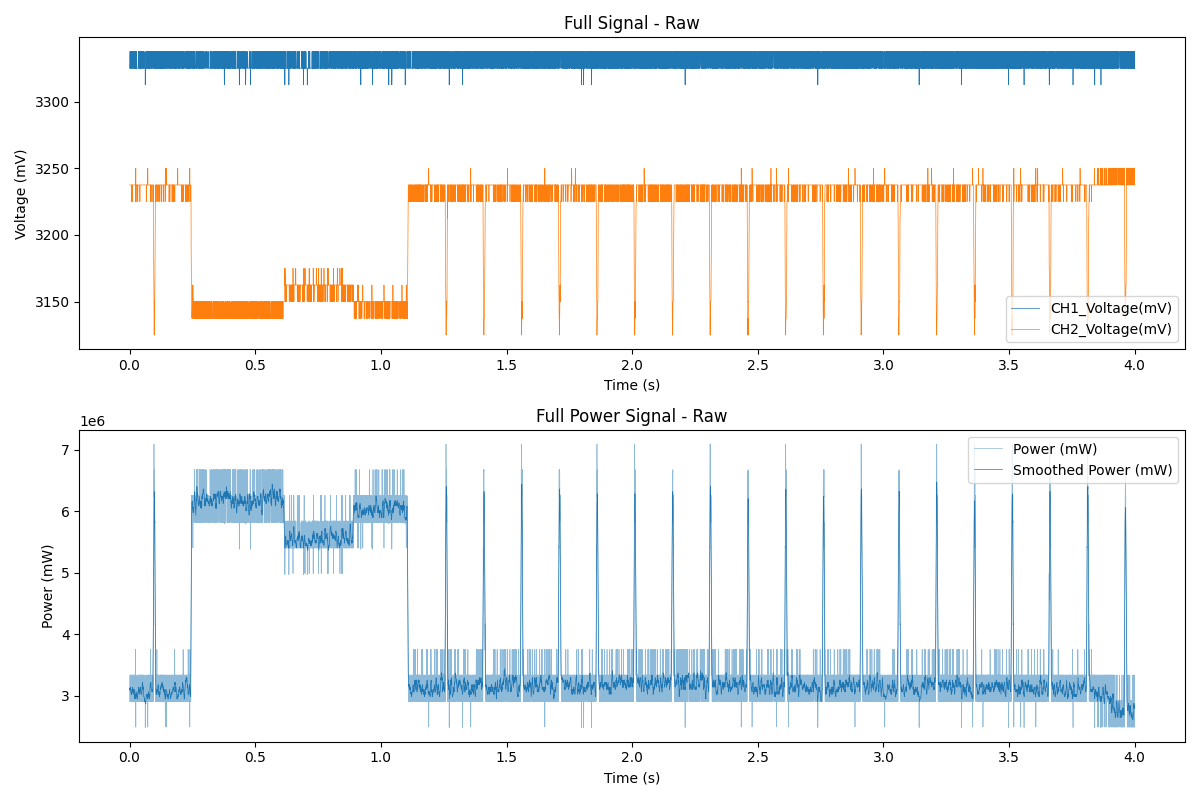 Full Signal - Raw
Voltage (mV)
3300
3250
3200
3150
CH1_Voltage(mV)
CH2_Voltage(mV)
0.0 0.5 1.0 1.5 2.0 2.5 3.0 3.5 4.0
Time (s)
Full Power Signal - Raw
1e6
Power (mW)
7
6
5
4
3
Power (mW)
Smoothed Power (mW)
0.0 0.5 1.0 1.5 2.0 2.5 3.0 3.5 4.0
Time (s)